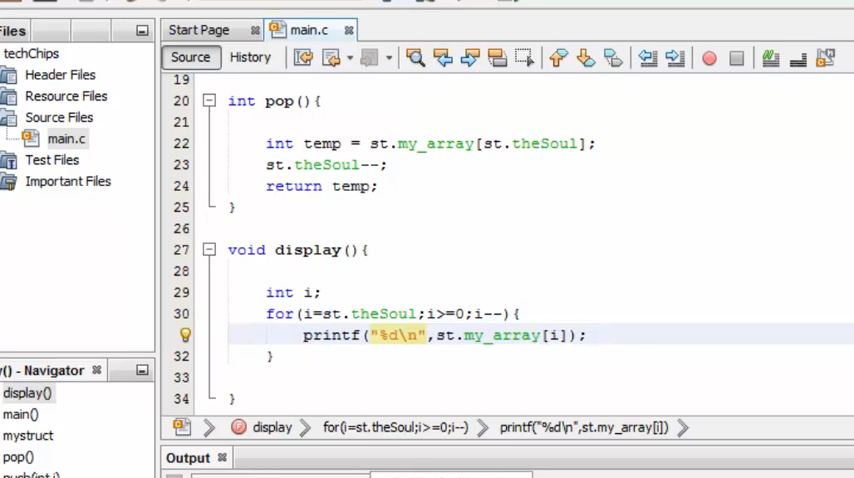 Files
Start Page
main.c
Source History
techChips
Header Files
Resource Files
Source Files
main.c
Test Files
Important Files
19
20 int pop(){
21
22 int temp = st.my_array[st.theSoul];
23 st.theSoul--;
24 return temp;
25 }
26
27 void display(){
28
29 int i;
30 for(i=st.theSoul;i>=0;i--){
printf("%d\n",st.my_array[i]);
32 }
33
34 }
display for(i=st.theSoul;i>=0;i--) printf("%d\n",st.my_array[i])
y() - Navigator
display()
main()
mystruct
pop()
push(int i)
Output